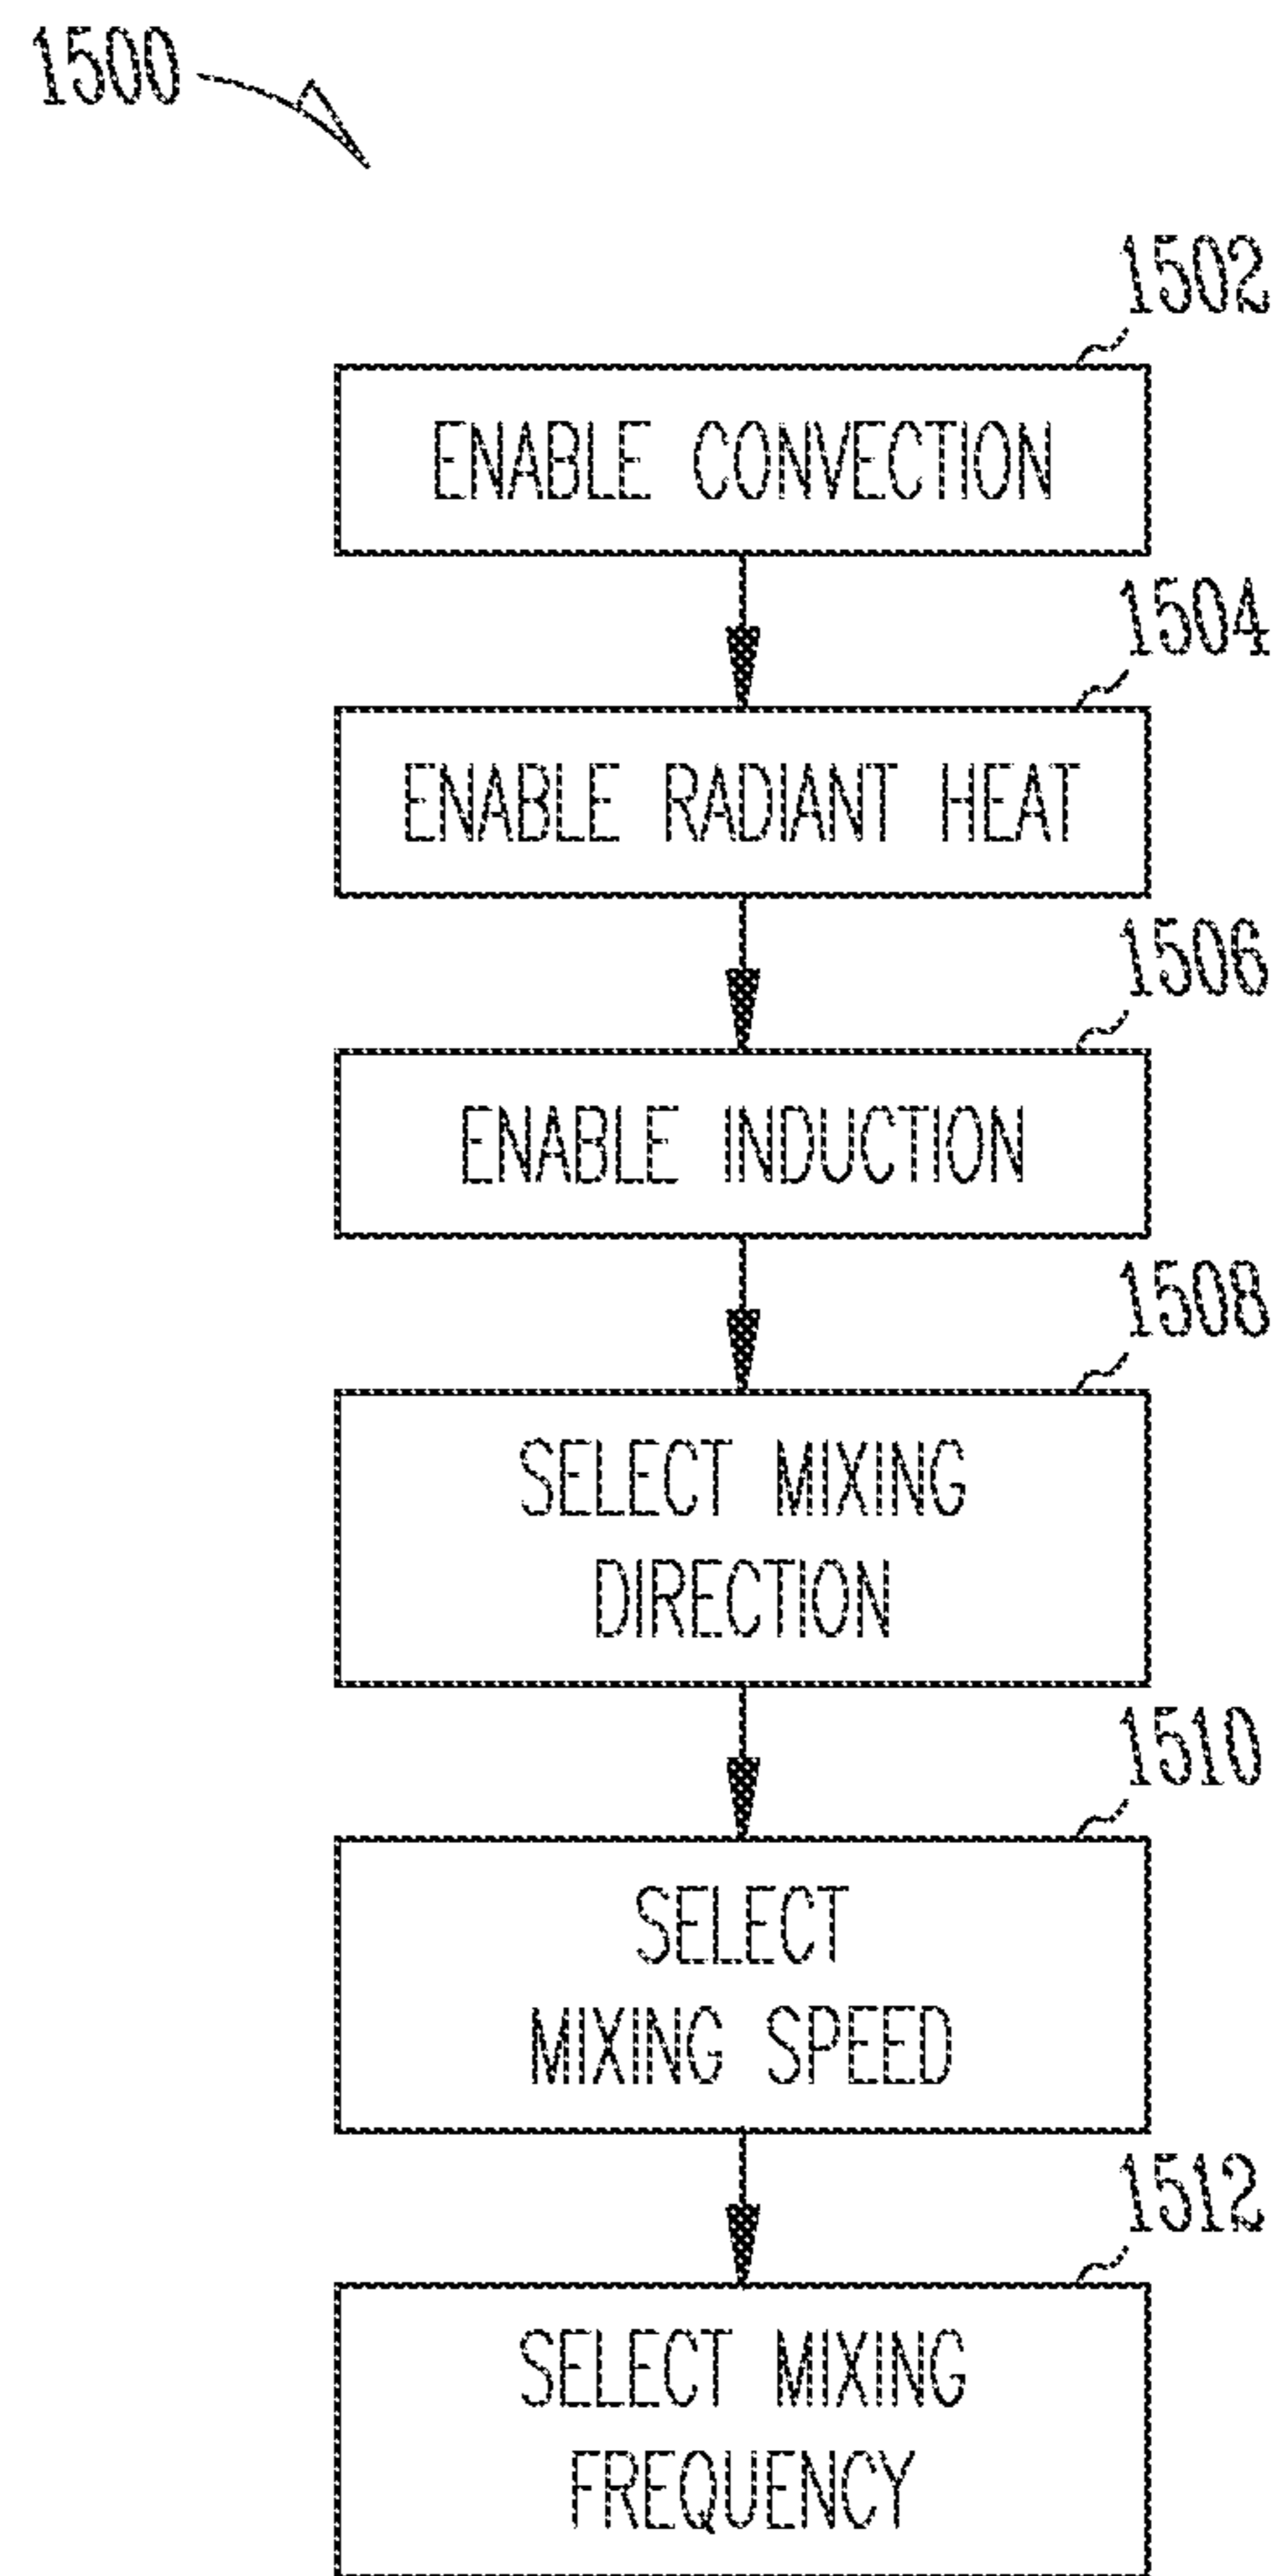 1500
1502
ENABLE CONVECTION
1504
ENABLE RADIANT HEAT
1506
ENABLE INDUCTION
1508
SELECT MIXING
DIRECTION
1510
SELECT
MIXING SPEED
1512
SELECT MIXING
FREQUENCY